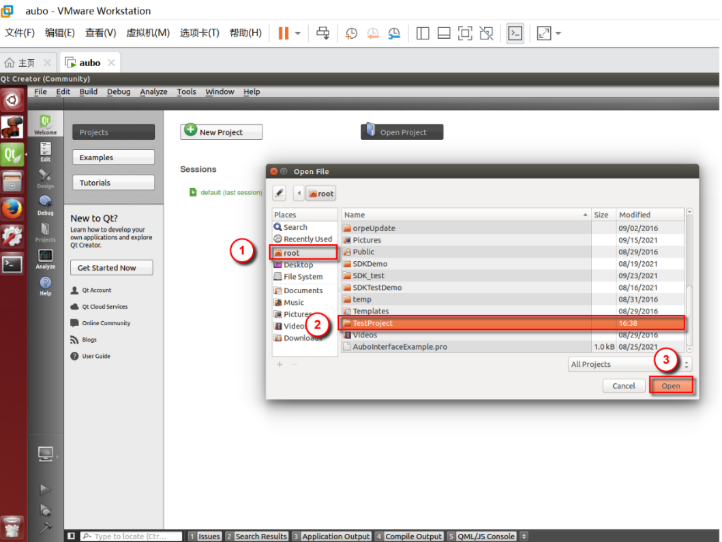 aubo - VMware Workstation
文件(F) 编辑(E) 查看(V) 虚拟机(M) 选项卡(T) 帮助(H)
主页 aubo
Qt Creator (Community)
File Edit Build Debug Analyze Tools Window Help
Welcome
Edit
Design
Debug
Projects
Analyze
Help
Projects
Examples
Tutorials
New to Qt?
Learn how to develop your
own applications and explore
Qt Creator.
Get Started Now
Qt Account
Qt Cloud Services
Online Community
Blogs
User Guide
New Project
Open Project
Sessions
default (last session)
Open File
root
Places
Search
Recently Used
root
Desktop
File System
Documents
Music
Pictures
Videos
Downloads
Name Size Modified
orpeUpdate 09/02/2016
Pictures 09/15/2021
Public 08/29/2016
SDKDemo 08/19/2021
SDK_test 09/23/2021
SDKTestDemo 08/16/2021
temp 08/31/2016
Templates 08/29/2016
TestProject 16:38
Videos 08/29/2016
AuboInterfaceExample.pro 1.0 kB 08/25/2021
1
2
3
All Projects
Cancel Open
Type to locate (Ctr...
1 Issues 2 Search Results 3 Application Output 4 Compile Output 5 QML/JS Console